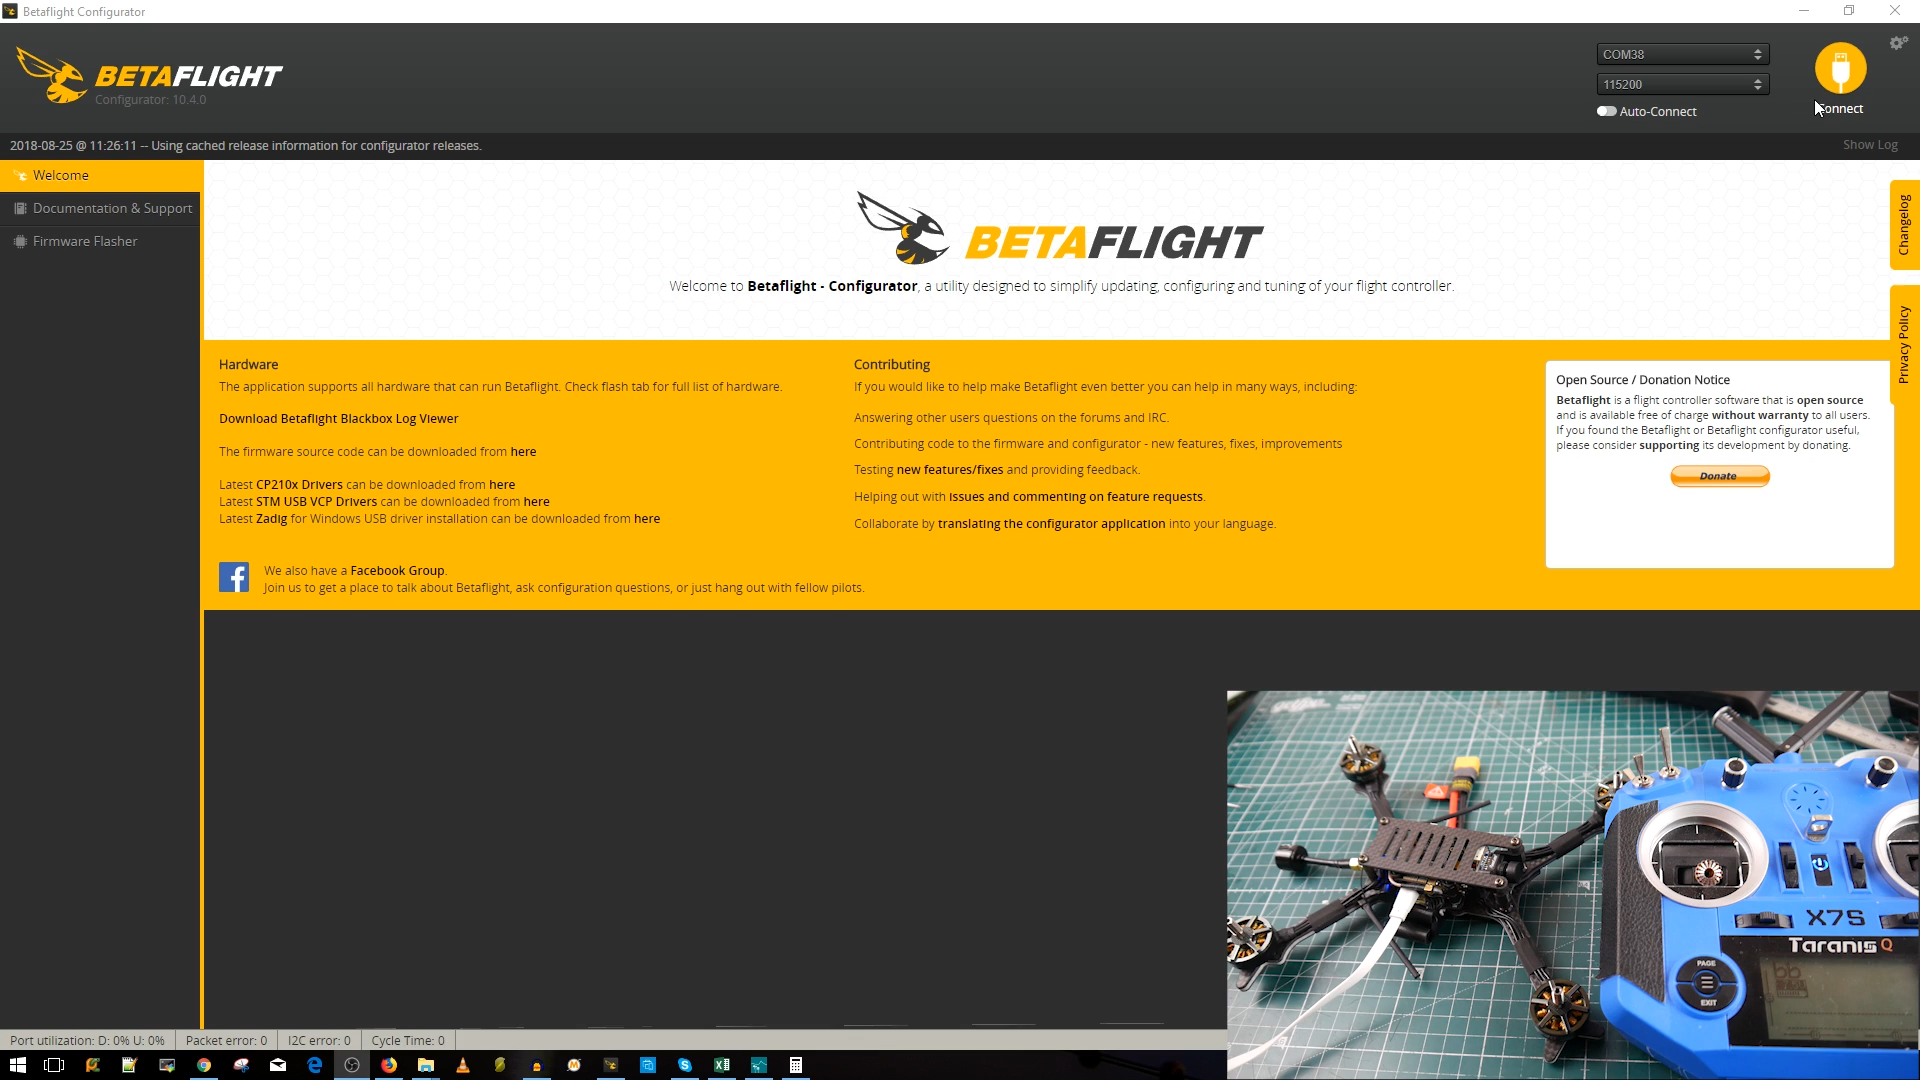 Betaflight Configurator
BETAFLIGHT
Configurator: 10.4.0
COM38
115200
Auto-Connect
Connect
2018-08-25 @ 11:26:11 -- Using cached release information for configurator releases.
Show Log
Welcome
Documentation & Support
Firmware Flasher
BETAFLIGHT
Welcome to Betaflight - Configurator, a utility designed to simplify updating, configuring and tuning of your flight controller.
Changelog
Privacy Policy
Hardware
The application supports all hardware that can run Betaflight. Check flash tab for full list of hardware.
Download Betaflight Blackbox Log Viewer
The firmware source code can be downloaded from here
Latest CP210x Drivers can be downloaded from here
Latest STM USB VCP Drivers can be downloaded from here
Latest Zadig for Windows USB driver installation can be downloaded from here
We also have a Facebook Group.
Join us to get a place to talk about Betaflight, ask configuration questions, or just hang out with fellow pilots.
Contributing
If you would like to help make Betaflight even better you can help in many ways, including:
Answering other users questions on the forums and IRC.
Contributing code to the firmware and configurator - new features, fixes, improvements
Testing new features/fixes and providing feedback.
Helping out with issues and commenting on feature requests.
Collaborate by translating the configurator application into your language.
Open Source / Donation Notice
Betaflight is a flight controller software that is open source
and is available free of charge without warranty to all users.
If you found the Betaflight or Betaflight configurator useful,
please consider supporting its development by donating.
Donate
X7S
Taranis Q
PAGE
EXIT
Port utilization: D: 0% U: 0%
Packet error: 0
I2C error: 0
Cycle Time: 0